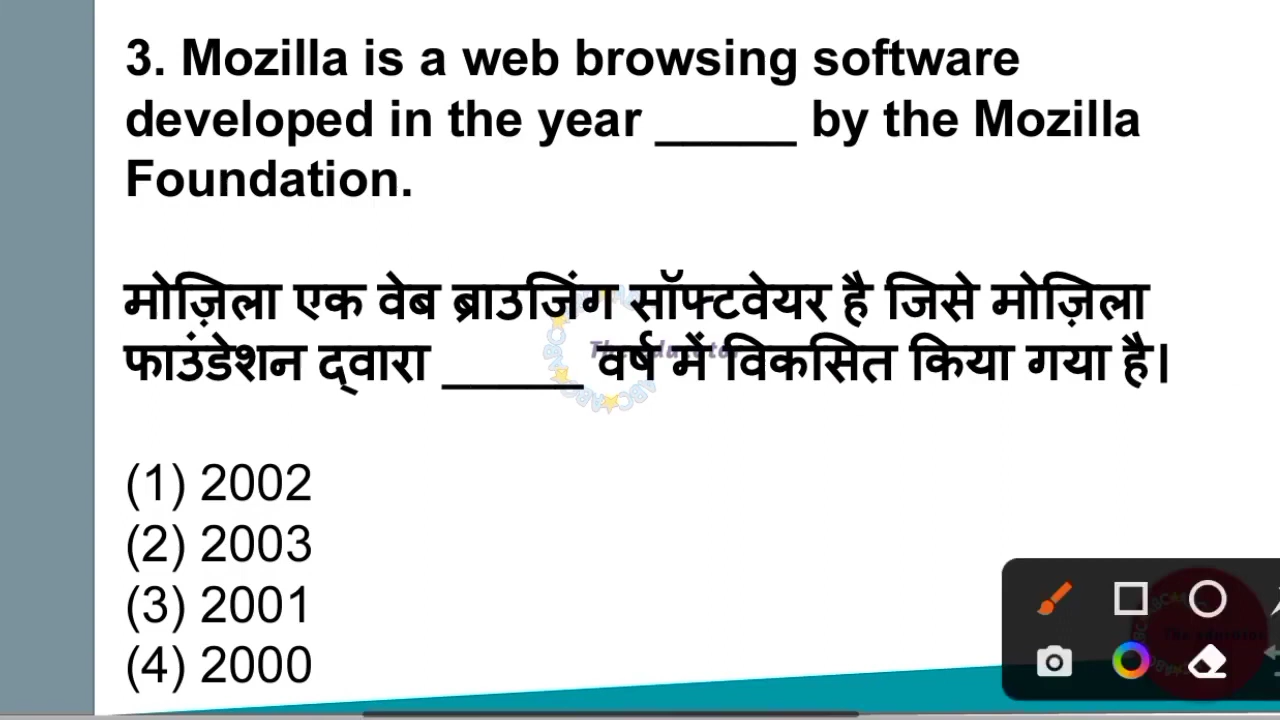 3. Mozilla is a web browsing software
developed in the year _____ by the Mozilla
Foundation.
मोज़िला एक वेब ब्राउजिंग सॉफ्टवेयर है जिसे मोज़िला
फाउंडेशन द्वारा _____ वर्ष में विकसित किया गया है।
(1) 2002
(2) 2003
(3) 2001
(4) 2000